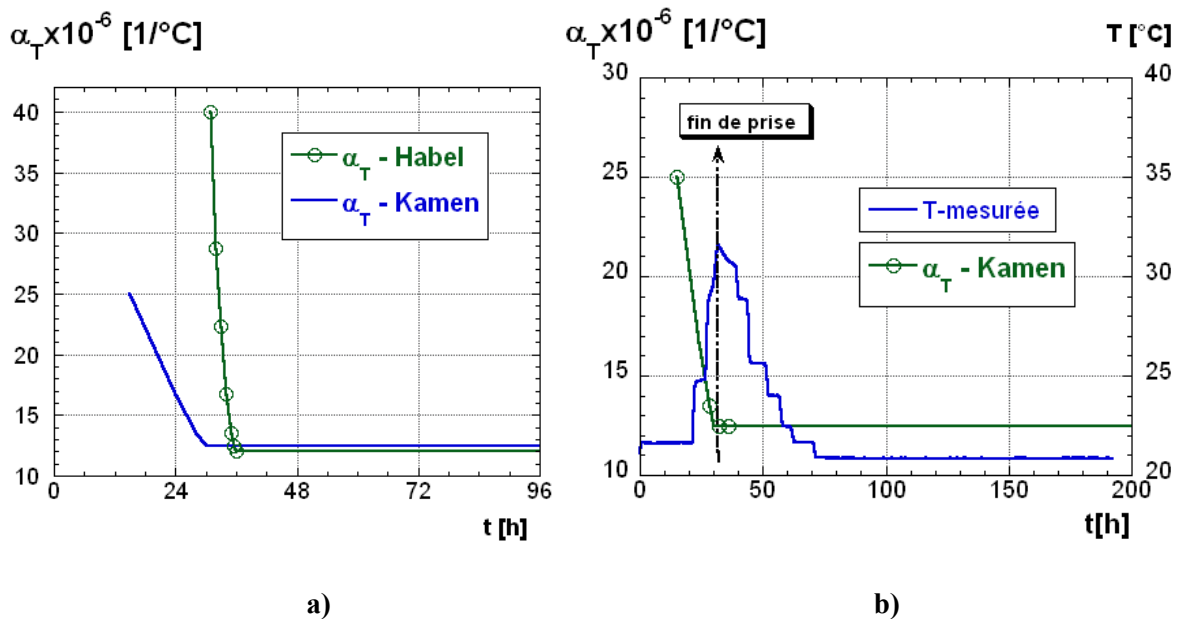 α_T x10^-6 [1/°C]
40
35
30
25
20
15
10
0
24
48
72
96
t [h]
α_T - Habel
α_T - Kamen
a)
α_T x10^-6 [1/°C]
T [°C]
30
25
20
15
10
40
35
30
25
20
0
50
100
150
200
t[h]
fin de prise
T-mesurée
α_T - Kamen
b)